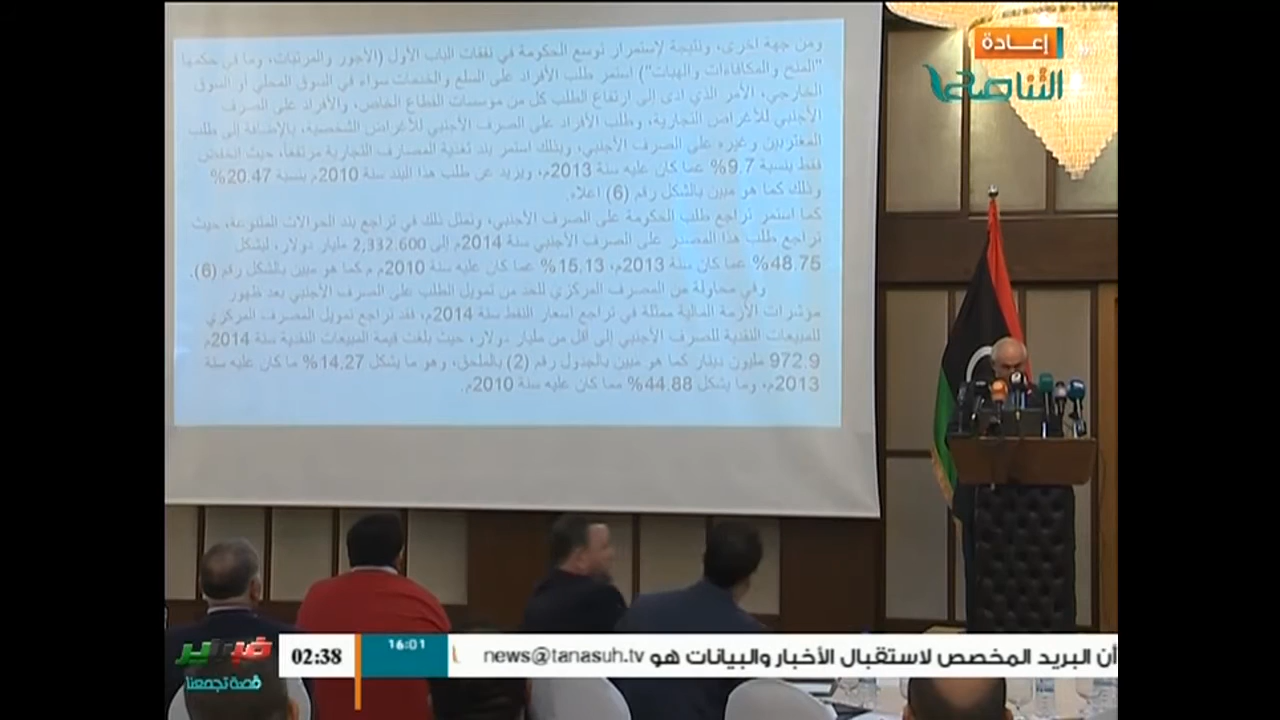 ومن جهة اخرى، ونتيجة لإستمرار توسع الحكومة في نفقات الباب الأول (الأجور والمرتبات، وما في حكمها
"المنح والمكافاءات والهبات") استمر طلب الأفراد على السلع والخدمات سواء في السوق المحلي أو السوق
الخارجي، الأمر الذي ادى إلى ارتفاع الطلب كل من مؤسسات القطاع الخاص، والأفراد على الصرف
الأجنبي للأغراض التجارية، وطلب الأفراد على الصرف الأجنبي للأغراض الشخصية، بالإضافة إلى طلب
المغتربين وغيره على الصرف الأجنبي، وبذلك استمر بند تغذية المصارف التجارية مرتفعاً، حيث انخفض
فقط بنسبة 9.7% عما كان عليه سنة 2013م، ويزيد عن طلب هذا البند سنة 2010م بنسبة 20.47%
وذلك كما هو مبين بالشكل رقم (6) اعلاه.
كما استمر تراجع طلب الحكومة على الصرف الأجنبي، وتمثل ذلك في تراجع بند الحوالات المتنوعة، حيث
تراجع طلب هذا المصدر على الصرف الأجنبي سنة 2014م إلى 2,332.600 مليار دولار، ليشكل
48.75% عما كان سنة 2013م، 15.13% عما كان عليه سنة 2010م م كما هو مبين بالشكل رقم (6).
وفي محاولة من المصرف المركزي للحد من تمويل الطلب على الصرف الأجنبي بعد ظهور
مؤشرات الأزمة المالية ممثلة في تراجع اسعار النفط سنة 2014م، فقد تراجع تمويل المصرف المركزي
للمبيعات النقدية للصرف الأجنبي إلى أقل من مليار دولار، حيث بلغت قيمة المبيعات النقدية سنة 2014م
972.9 مليون دينار كما هو مبين بالجدول رقم (2) بالملحق، وهو ما يشكل 14.27% ما كان عليه سنة
2013م، وما يشكل 44.88% مما كان عليه سنة 2010م.
إعادة
التناصح
فبراير
قصة تجمعنا
02:38
16:01
أن البريد المخصص لاستقبال الأخبار والبيانات هو news@tanasuh.tv